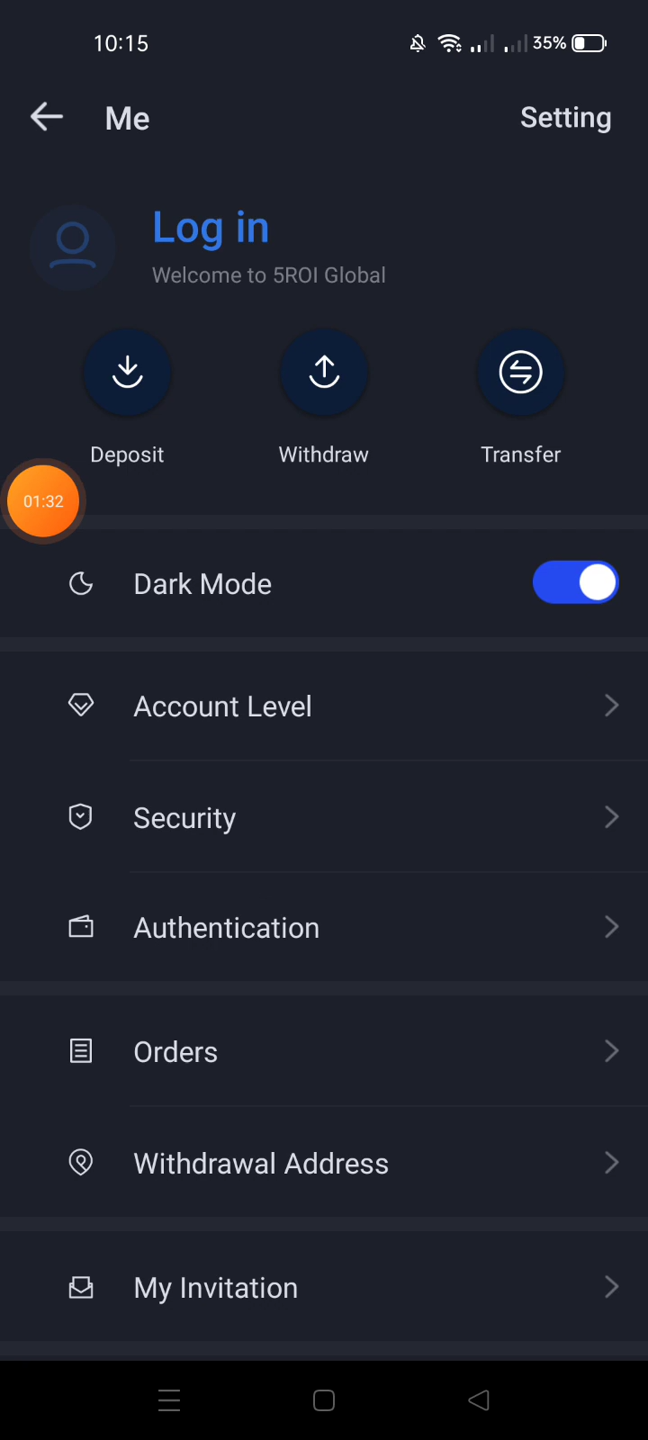 10:15
35%
Me
Setting
Log in
Welcome to 5ROI Global
Deposit
Withdraw
Transfer
01:32
Dark Mode
Account Level
Security
Authentication
Orders
Withdrawal Address
My Invitation